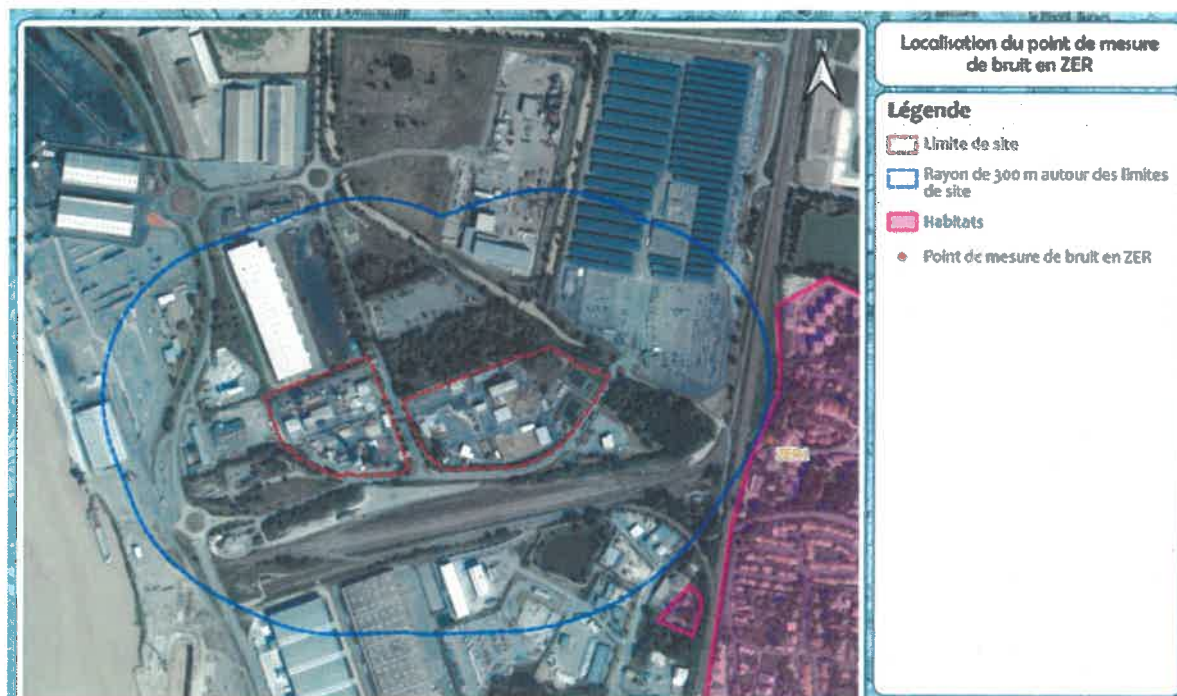 Localisation du point de mesure
de bruit en ZER
Légende
Limite de site
Rayon de 300 m autour des limites
de site
Habitats
Point de mesure de bruit en ZER
N